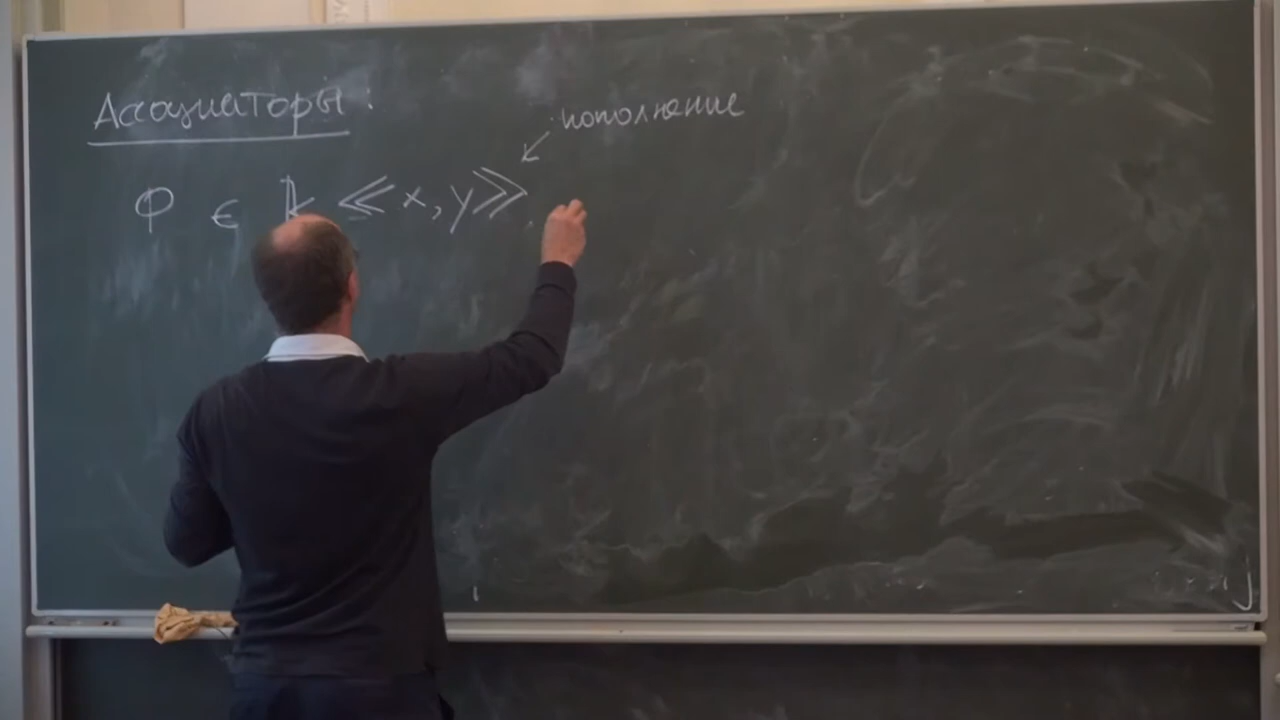 Ассоциаторы:
пополнение
Φ ∈ 𝕜 ≪x,y≫